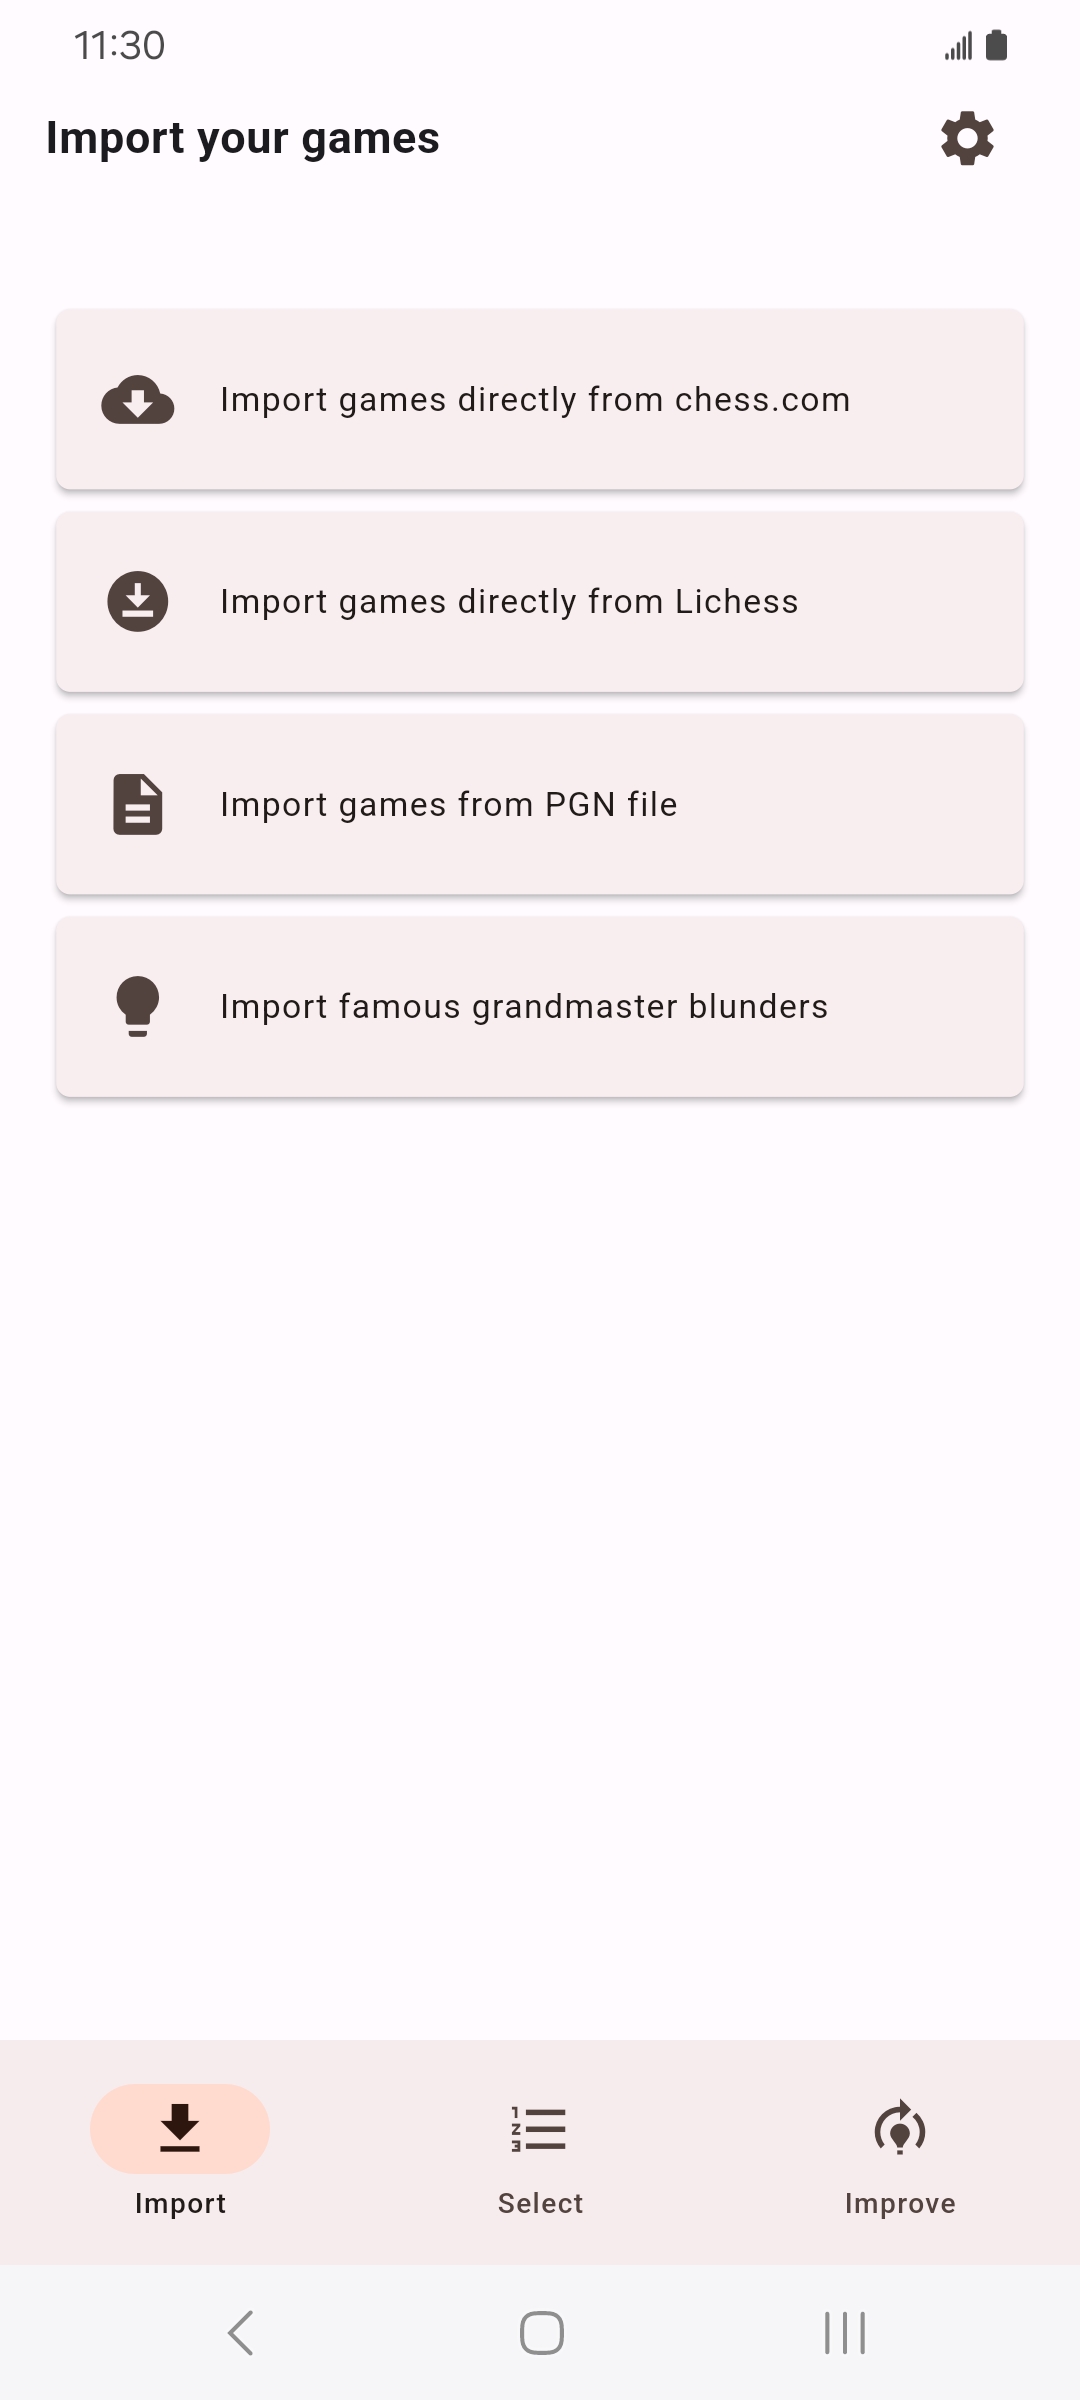 11:30
Import your games
Import games directly from chess.com
Import games directly from Lichess
Import games from PGN file
Import famous grandmaster blunders
Import
Select
Improve